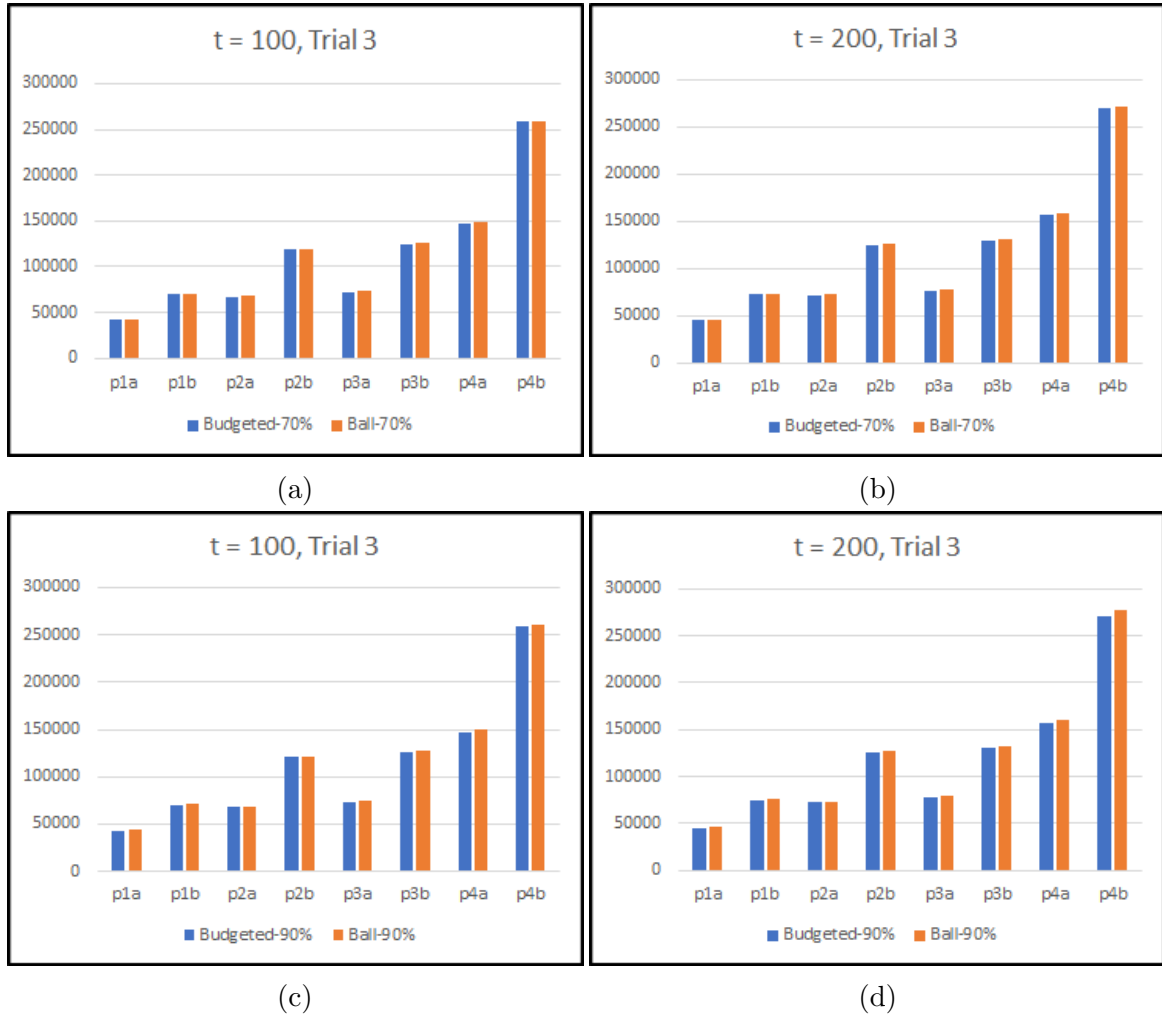 t = 100, Trial 3
300000
250000
200000
150000
100000
50000
0
p1a p1b p2a p2b p3a p3b p4a p4b
Budgeted-70% Ball-70%
(a)
t = 200, Trial 3
300000
250000
200000
150000
100000
50000
0
p1a p1b p2a p2b p3a p3b p4a p4b
Budgeted-70% Ball-70%
(b)
t = 100, Trial 3
300000
250000
200000
150000
100000
50000
0
p1a p1b p2a p2b p3a p3b p4a p4b
Budgeted-90% Ball-90%
(c)
t = 200, Trial 3
300000
250000
200000
150000
100000
50000
0
p1a p1b p2a p2b p3a p3b p4a p4b
Budgeted-90% Ball-90%
(d)